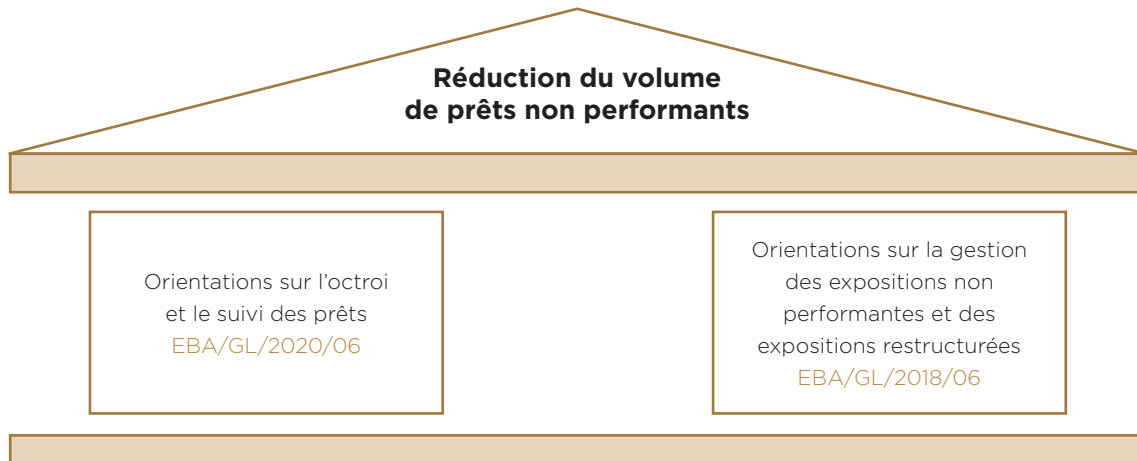 Réduction du volume
de prêts non performants
Orientations sur l'octroi
et le suivi des prêts
EBA/GL/2020/06
Orientations sur la gestion
des expositions non
performantes et des
expositions restructurées
EBA/GL/2018/06